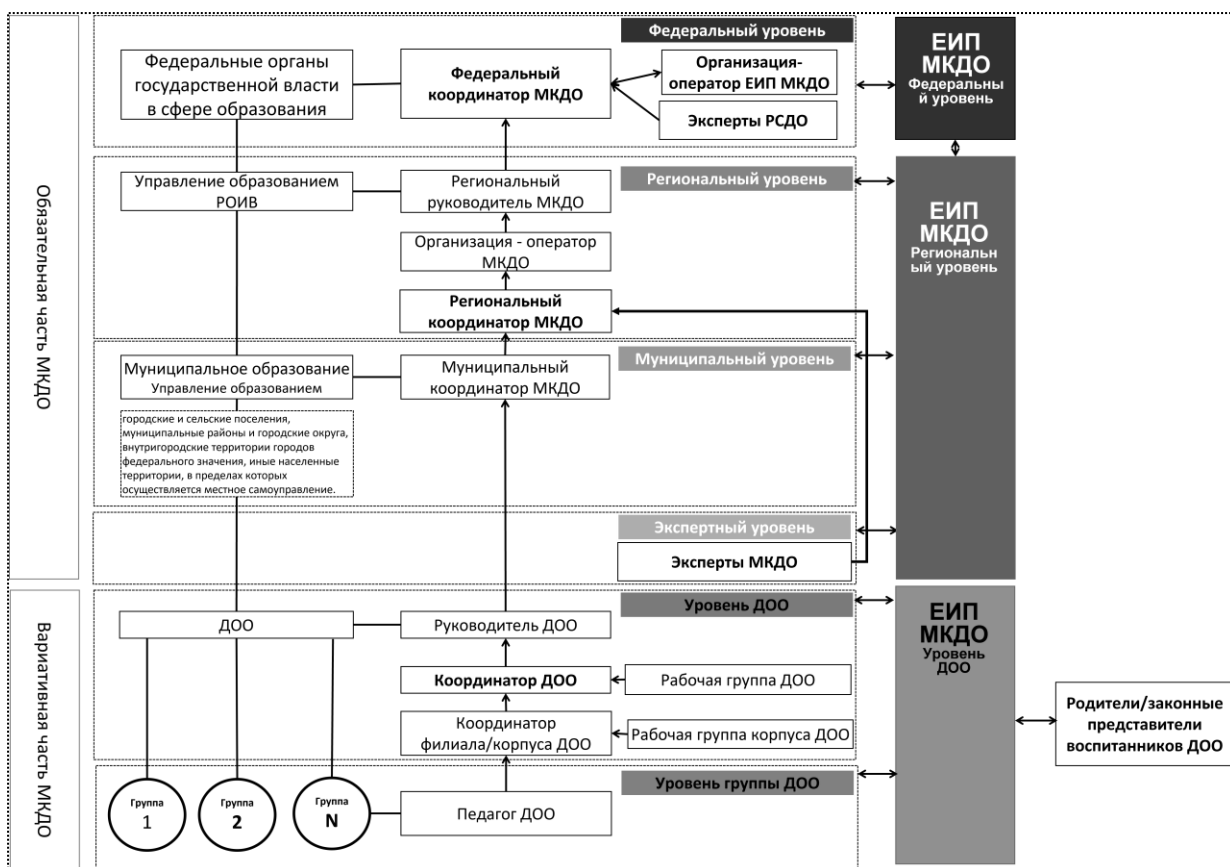 Обязательная часть МКДО
Федеральный уровень
Федеральные органы
государственной власти
в сфере образования
Федеральный
координатор МКДО
Организация-
оператор ЕИП МКДО
Эксперты РСДО
ЕИП
МКДО
Федеральны
й уровень
Управление образованием
РОИВ
Региональный
руководитель МКДО
Региональный уровень
Организация - оператор
МКДО
Региональный
координатор МКДО
ЕИП
МКДО
Региональн
ый уровень
Муниципальное образование
Управление образованием
Муниципальный
координатор МКДО
Муниципальный уровень
городские и сельские поселения,
муниципальные районы и городские округа,
внутригородские территории городов
федерального значения, иные населенные
территории, в пределах которых
осуществляется местное самоуправление.
Экспертный уровень
Эксперты МКДО
Вариативная часть МКДО
Уровень ДОО
ДОО
Руководитель ДОО
Координатор ДОО
Рабочая группа ДОО
Координатор
филиала/корпуса ДОО
Рабочая группа корпуса ДОО
ЕИП
МКДО
Уровень
ДОО
Родители/законные
представители
воспитанников ДОО
Уровень группы ДОО
Группа
1
Группа
2
Группа
N
Педагог ДОО